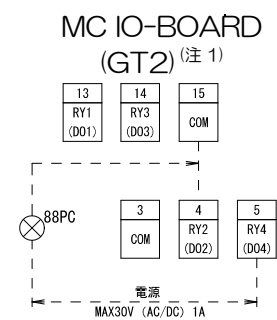 MC IO-BOARD
(GT2) (注 1)
13 14 15
RY1 RY3 COM
(DO1) (DO3)
88PC
3 4 5
COM RY2 RY4
(DO2) (DO4)
電源
MAX30V (AC/DC) 1A